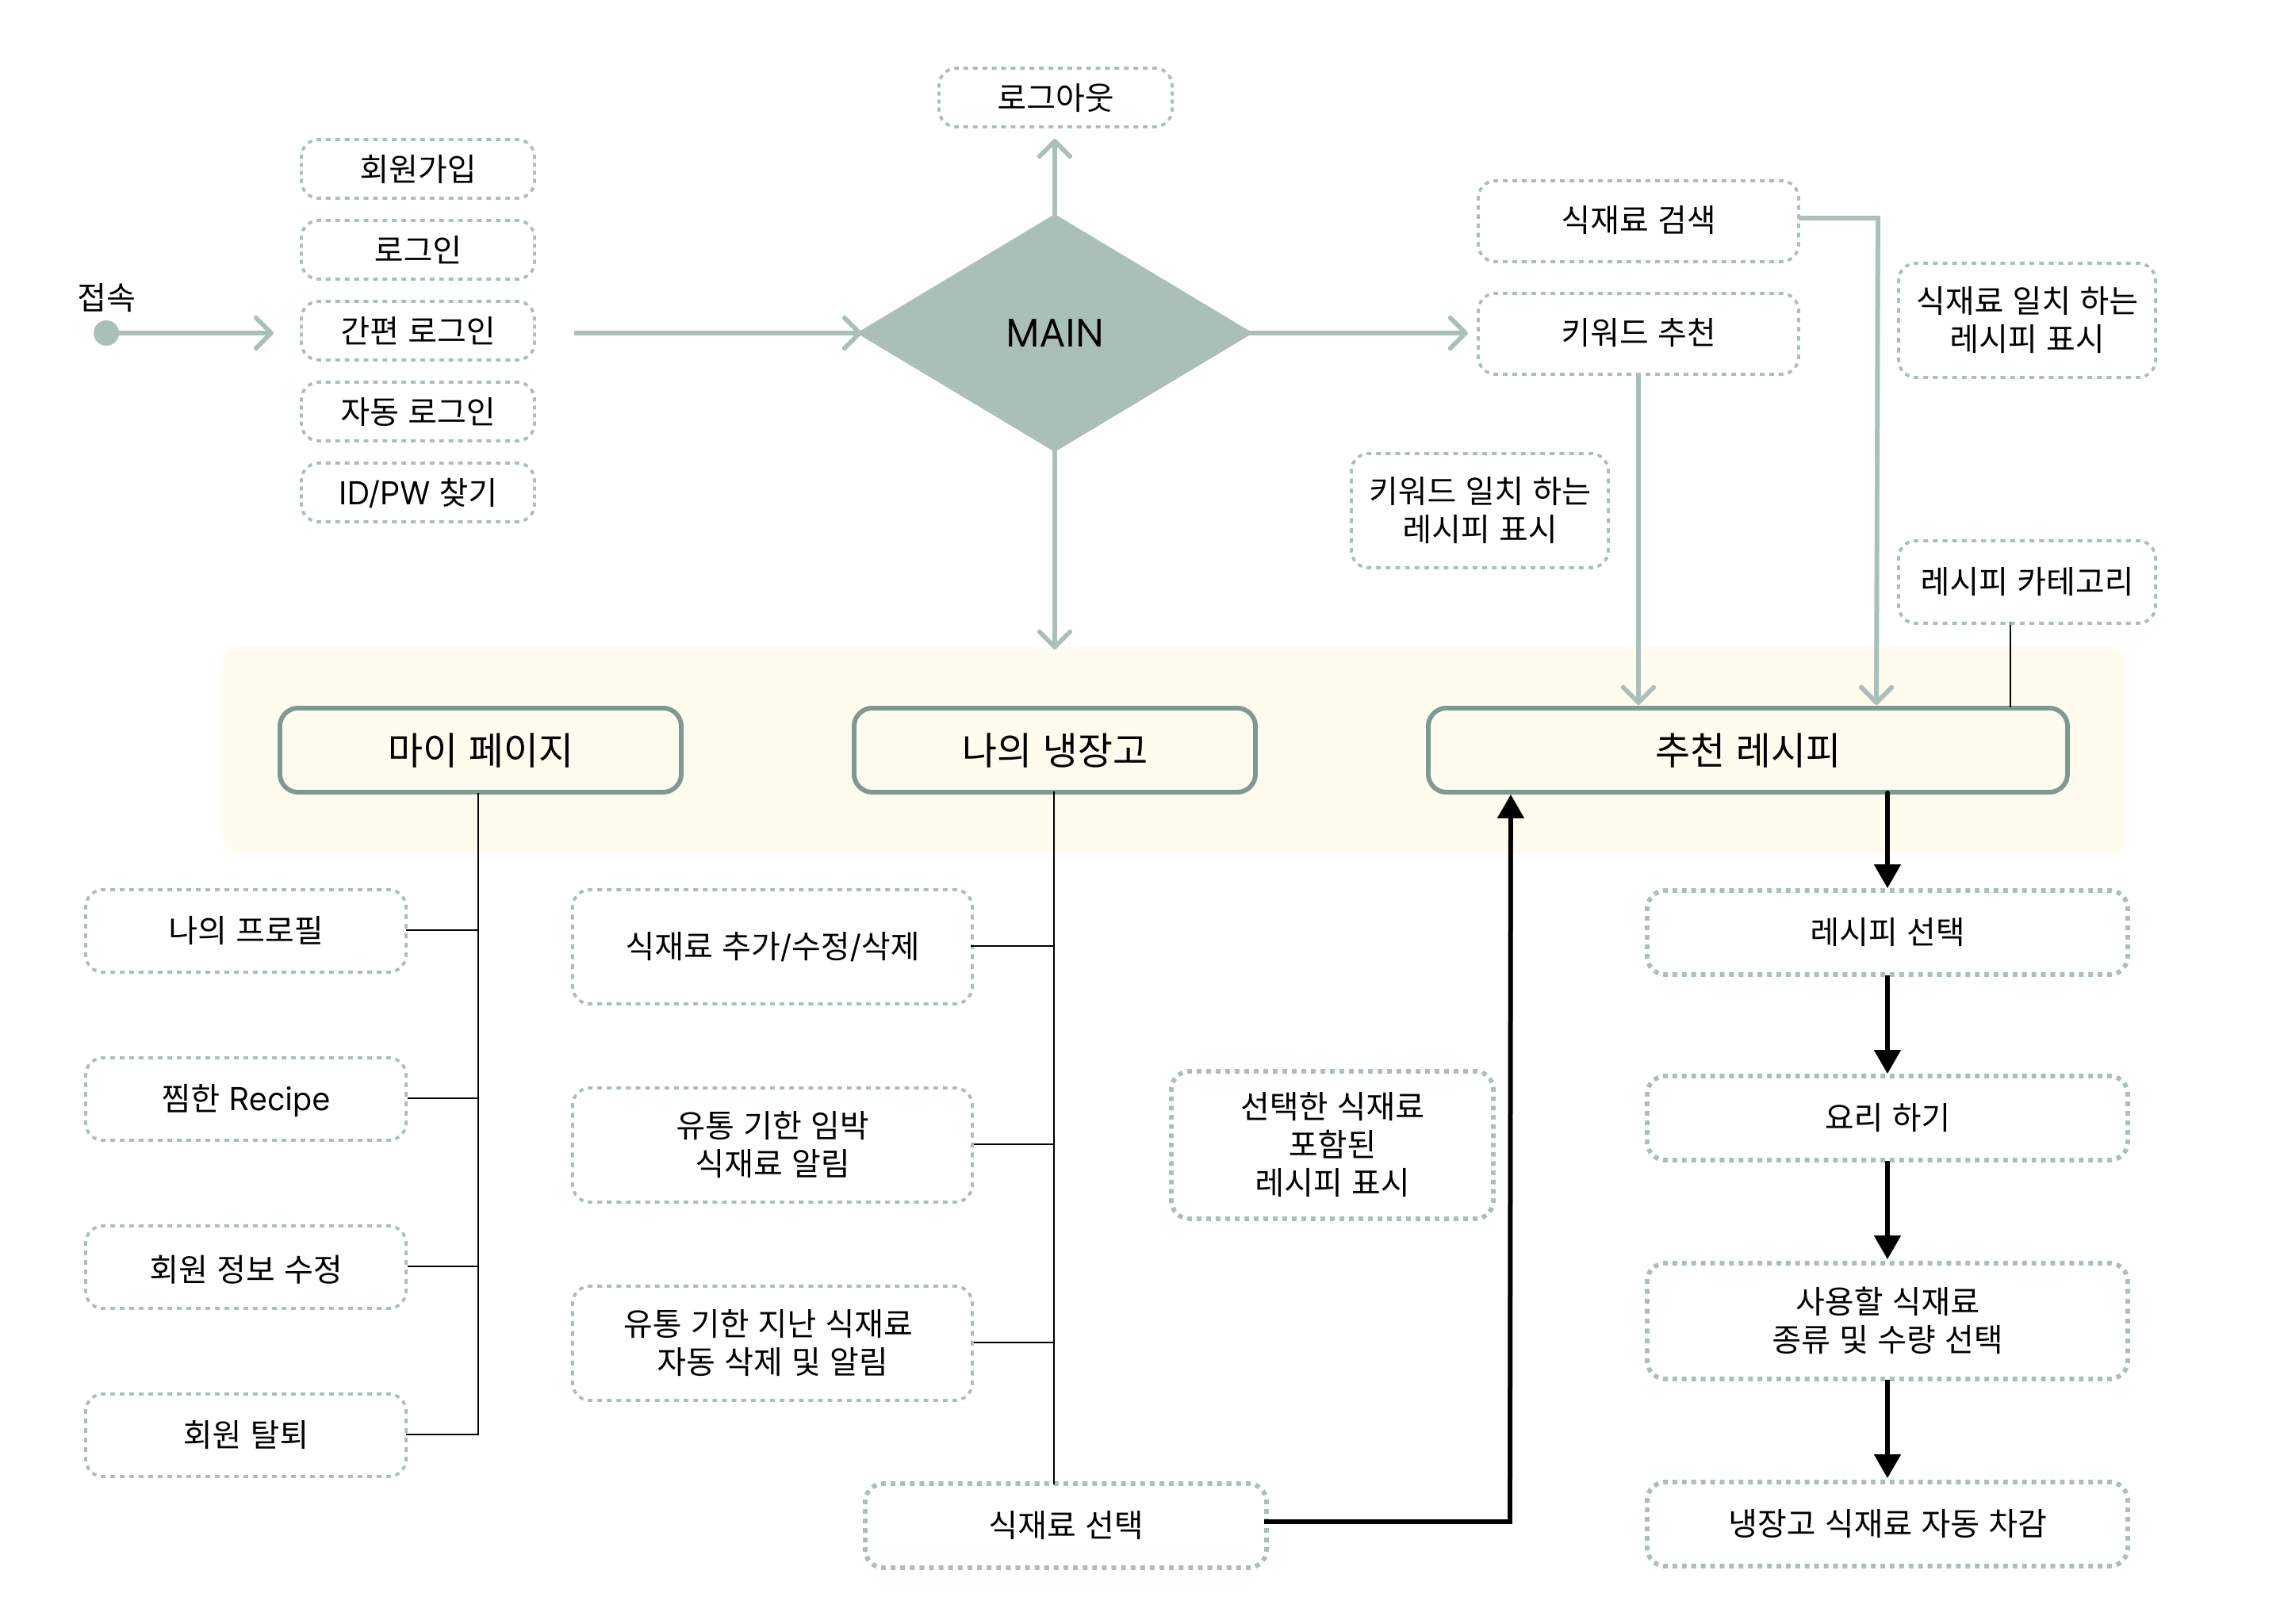 로그아웃
회원가입
로그인
간편 로그인
자동 로그인
ID/PW 찾기
접속
MAIN
식재료 검색
키워드 추천
식재료 일치 하는
레시피 표시
키워드 일치 하는
레시피 표시
레시피 카테고리
마이 페이지
나의 냉장고
추천 레시피
나의 프로필
찜한 Recipe
회원 정보 수정
회원 탈퇴
식재료 추가/수정/삭제
유통 기한 임박
식재료 알림
유통 기한 지난 식재료
자동 삭제 및 알림
식재료 선택
선택한 식재료
포함된
레시피 표시
레시피 선택
요리 하기
사용할 식재료
종류 및 수량 선택
냉장고 식재료 자동 차감